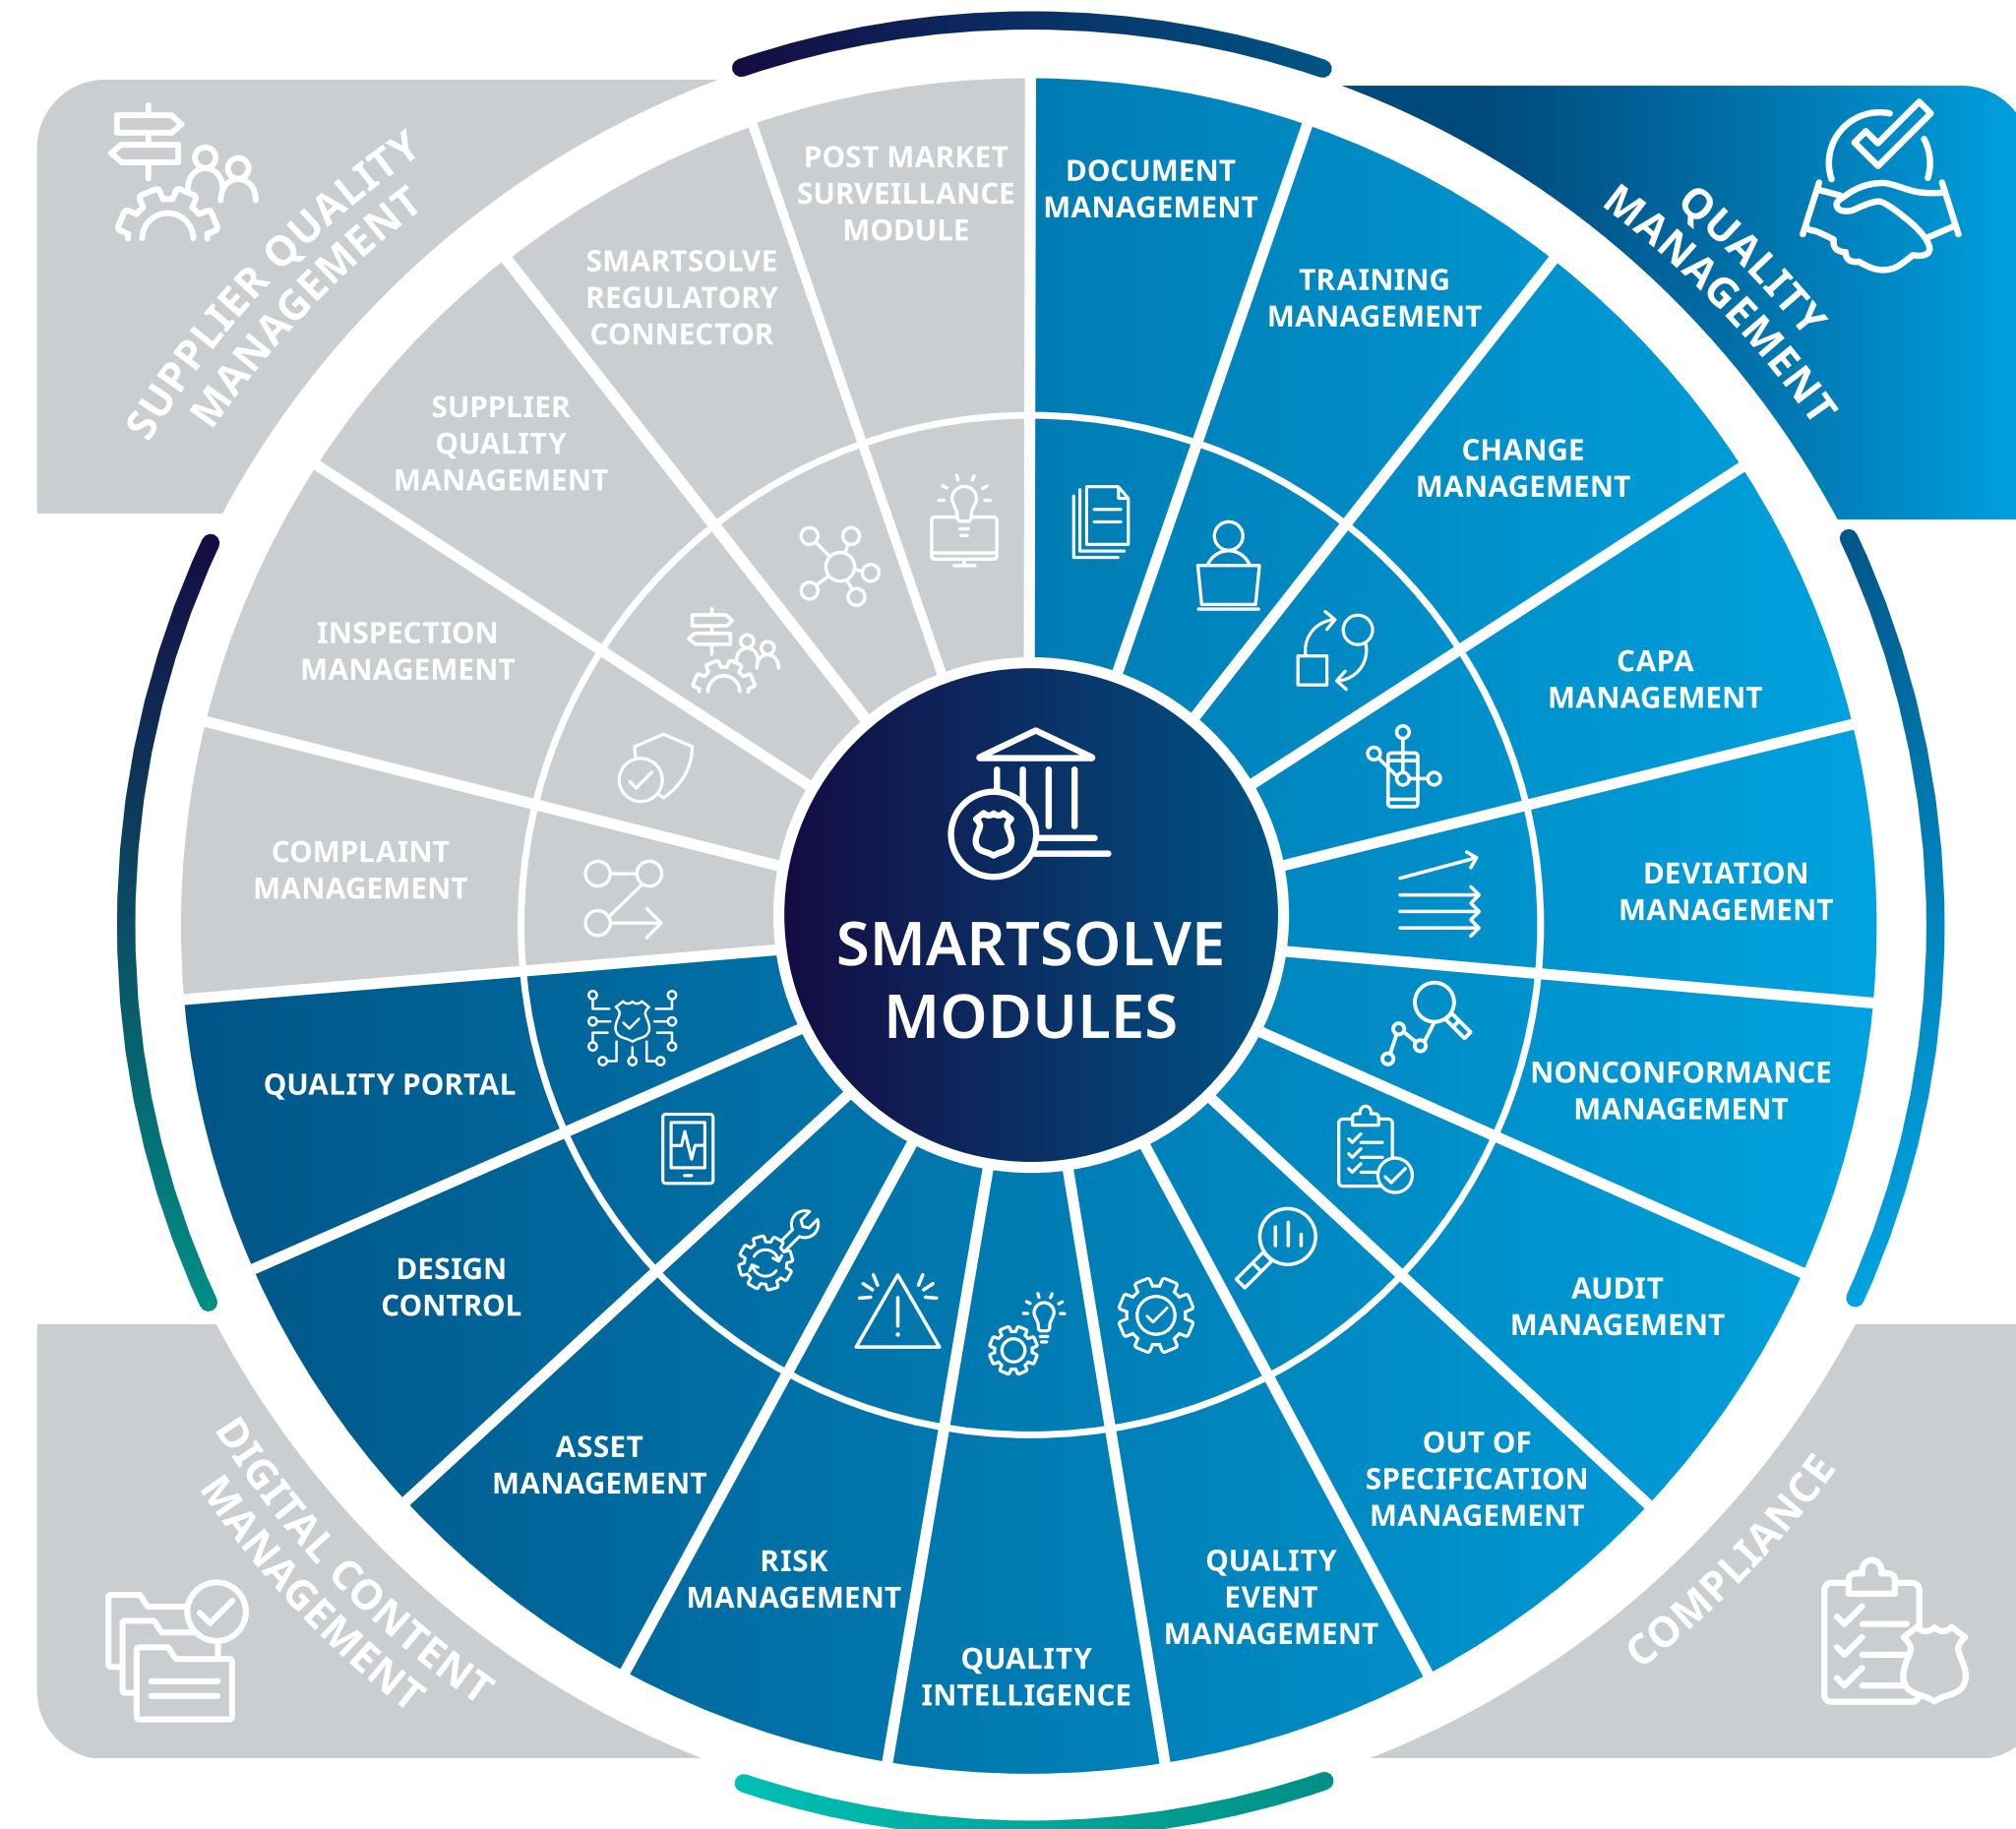 SUPPLIER QUALITY
MANAGEMENT
QUALITY
MANAGEMENT
POST MARKET
SURVEILLANCE
MODULE
DOCUMENT
MANAGEMENT
TRAINING
MANAGEMENT
CHANGE
MANAGEMENT
CAPA
MANAGEMENT
DEVIATION
MANAGEMENT
NONCONFORMANCE
MANAGEMENT
AUDIT
MANAGEMENT
OUT OF
SPECIFICATION
MANAGEMENT
QUALITY
EVENT
MANAGEMENT
QUALITY
INTELLIGENCE
RISK
MANAGEMENT
ASSET
MANAGEMENT
DESIGN
CONTROL
QUALITY PORTAL
COMPLAINT
MANAGEMENT
INSPECTION
MANAGEMENT
SUPPLIER
QUALITY
MANAGEMENT
SMARTSOLVE
REGULATORY
CONNECTOR
SMARTSOLVE
MODULES
DIGITAL CONTENT
MANAGEMENT
COMPLIANCE